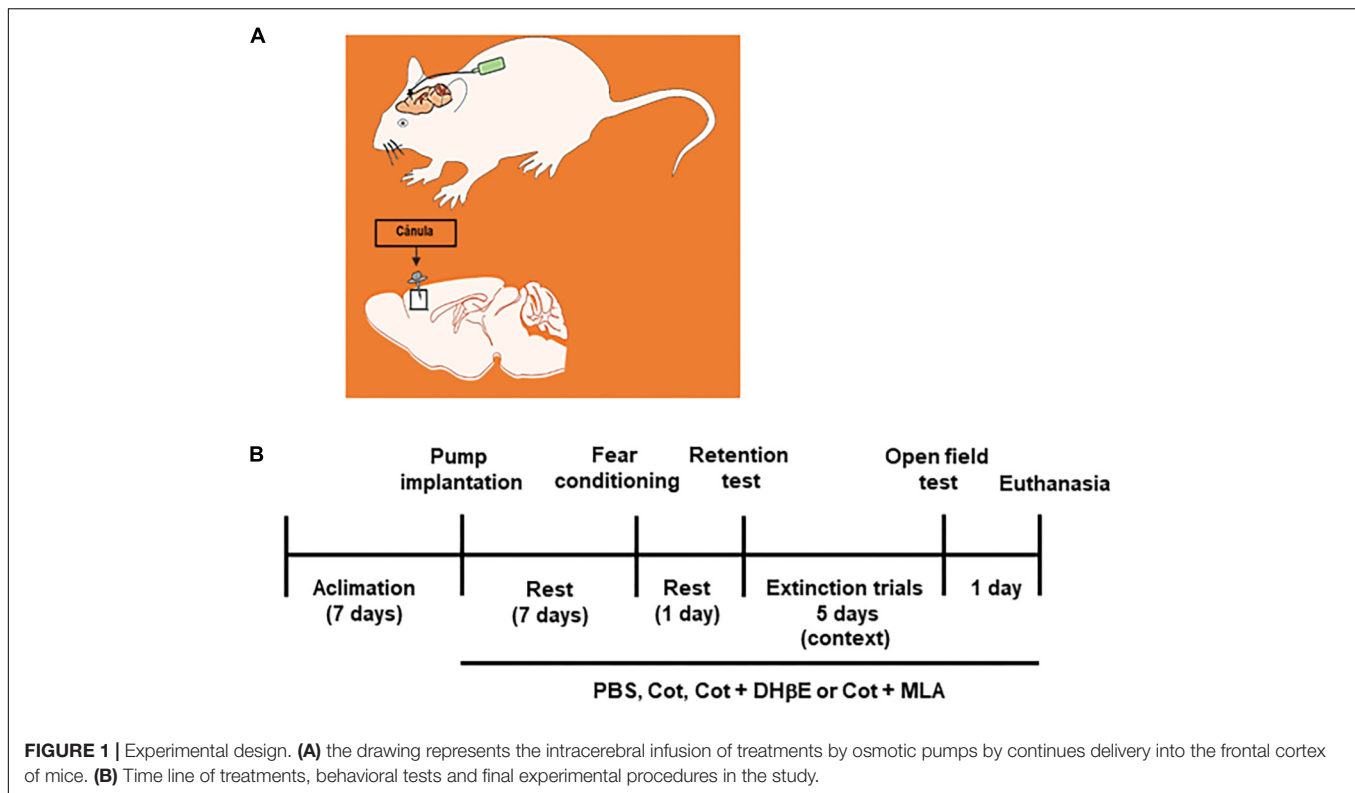 A
Cánula
B
Pump implantation
Fear conditioning
Retention test
Open field test
Euthanasia
Aclimation (7 days)
Rest (7 days)
Rest (1 day)
Extinction trials 5 days (context)
1 day
PBS, Cot, Cot + DHβE or Cot + MLA
FIGURE 1 | Experimental design. (A) the drawing represents the intracerebral infusion of treatments by osmotic pumps by continues delivery into the frontal cortex
of mice. (B) Time line of treatments, behavioral tests and final experimental procedures in the study.